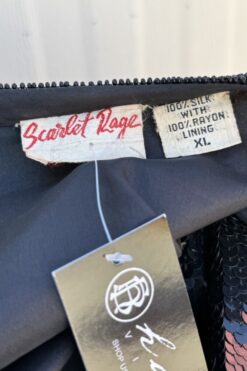 Scarlet Rage
100% SILK
WITH
100% RAYON
LINING
XL
SHOP U